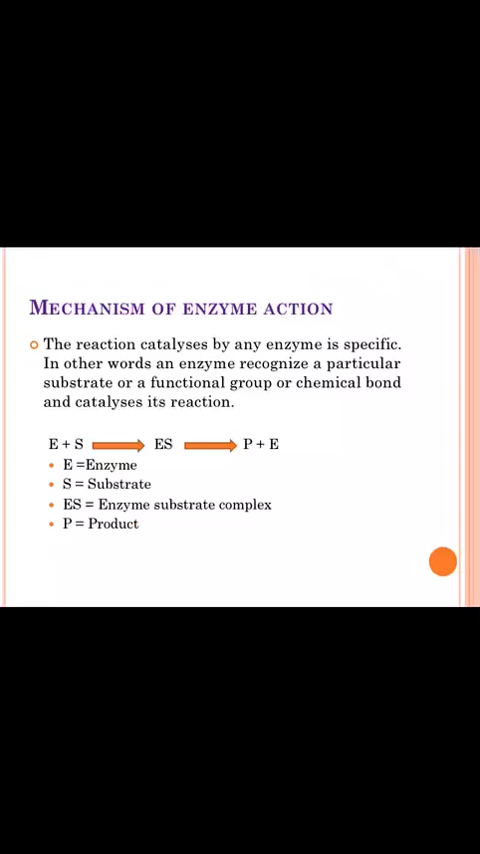 MECHANISM OF ENZYME ACTION
The reaction catalyses by any enzyme is specific.
In other words an enzyme recognize a particular
substrate or a functional group or chemical bond
and catalyses its reaction.
E + S ES P + E
• E =Enzyme
• S = Substrate
• ES = Enzyme substrate complex
• P = Product